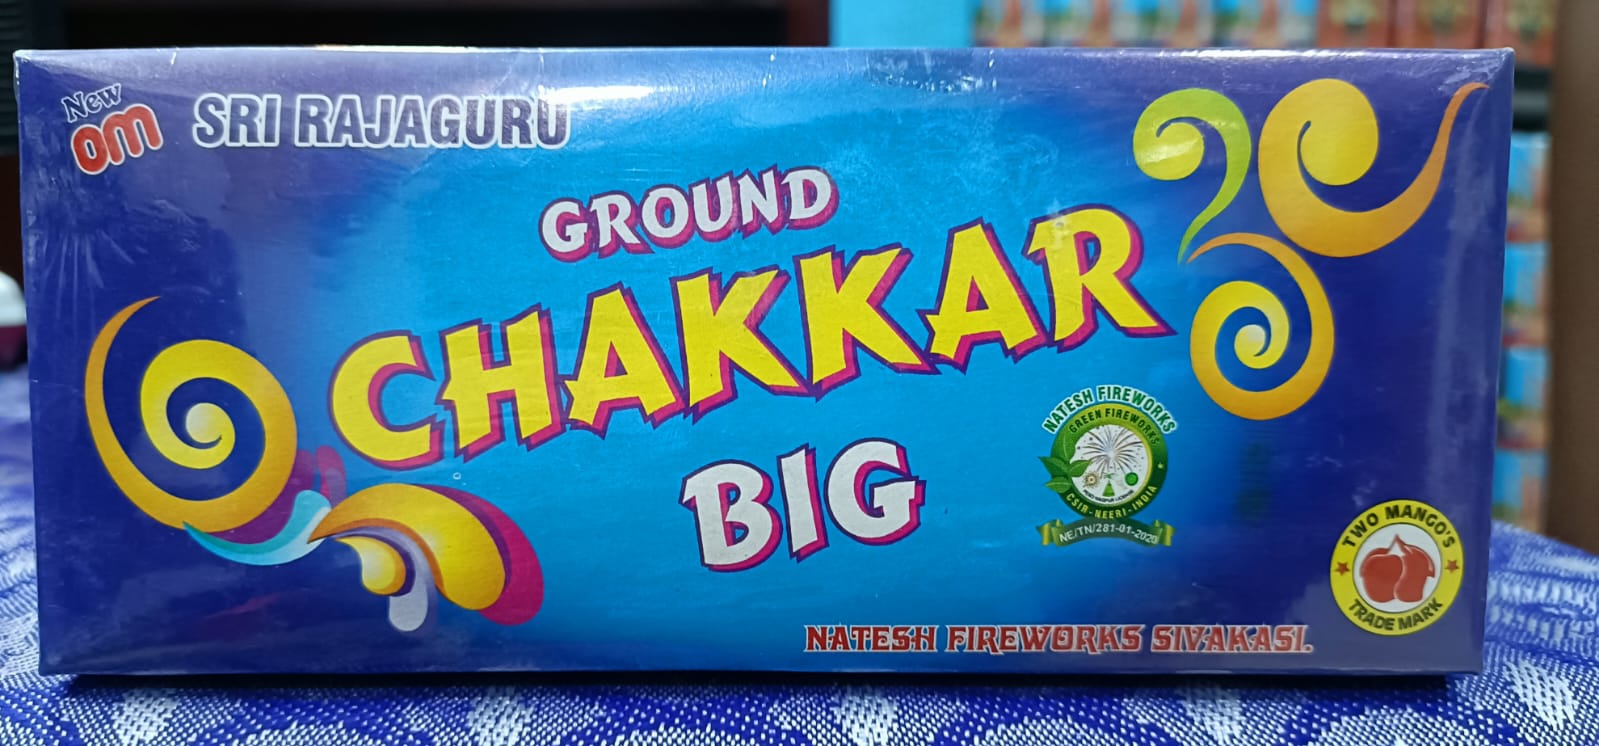 New
om
SRI RAJAGURU
GROUND
CHAKKAR
BIG
NATESH FIREWORKS
GREEN FIREWORKS
CSIR-NEERI-INDIA
NE/TN/281-01-2020
TWO MANGO'S
TRADE MARK
NATESH FIREWORKS SIVAKASI.